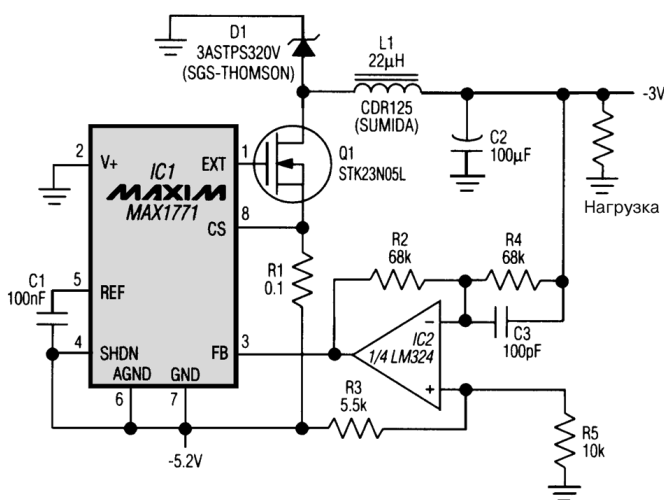 D1
3ASTPS320V
(SGS-THOMSON)
L1
22µH
CDR125
(SUMIDA)
-3V
C2
100µF
Нагрузка
2
V+
IC1
MAXIM
MAX1771
EXT
1
Q1
STK23N05L
CS
8
R1
0.1
R2
68k
R4
68k
C1
100nF
5
REF
4
SHDN
FB
3
AGND
GND
6
7
-5.2V
IC2
1/4 LM324
−
+
C3
100pF
R3
5.5k
R5
10k